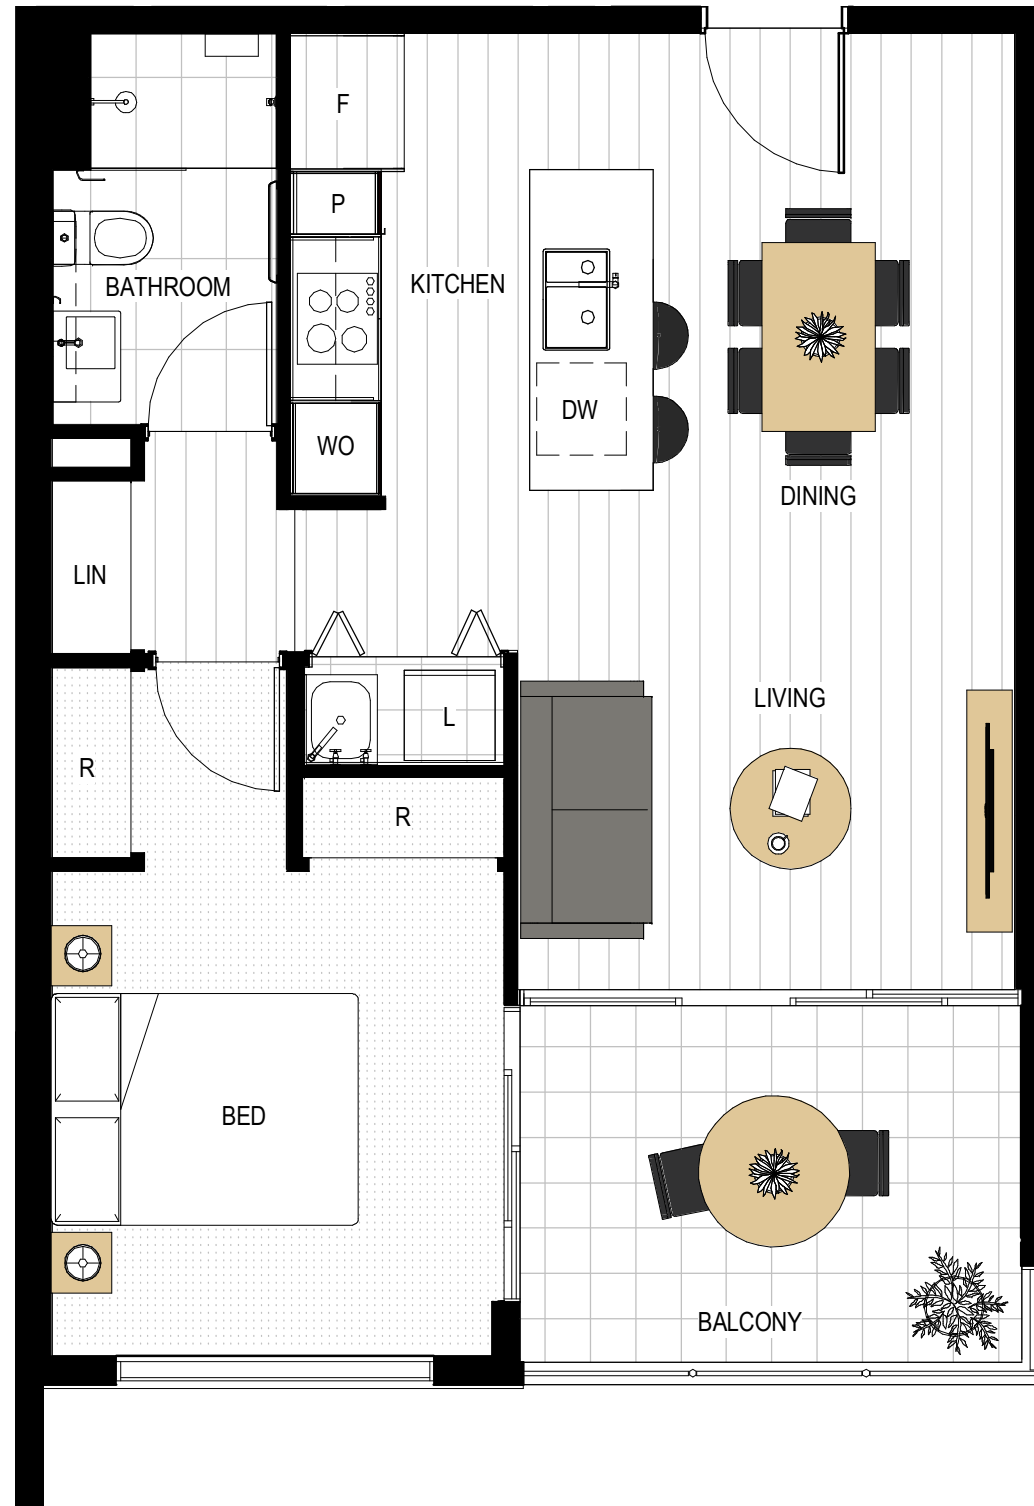 F
P
KITCHEN
BATHROOM
DW
WO
DINING
LIN
LIVING
L
R
R
BED
BALCONY